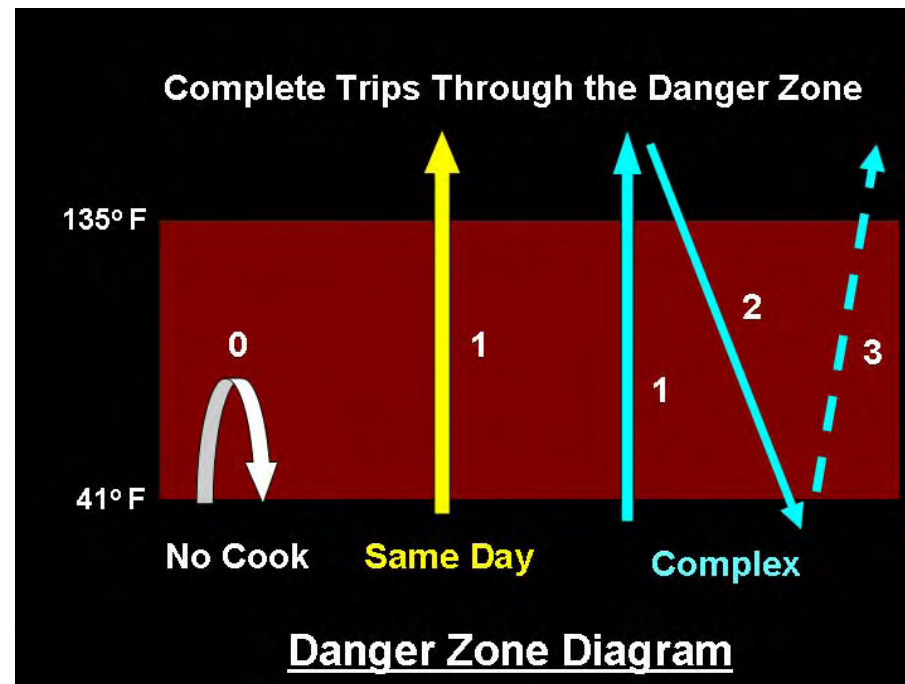 Complete Trips Through the Danger Zone
135° F
0
1
1
2
3
41° F
No Cook
Same Day
Complex
Danger Zone Diagram